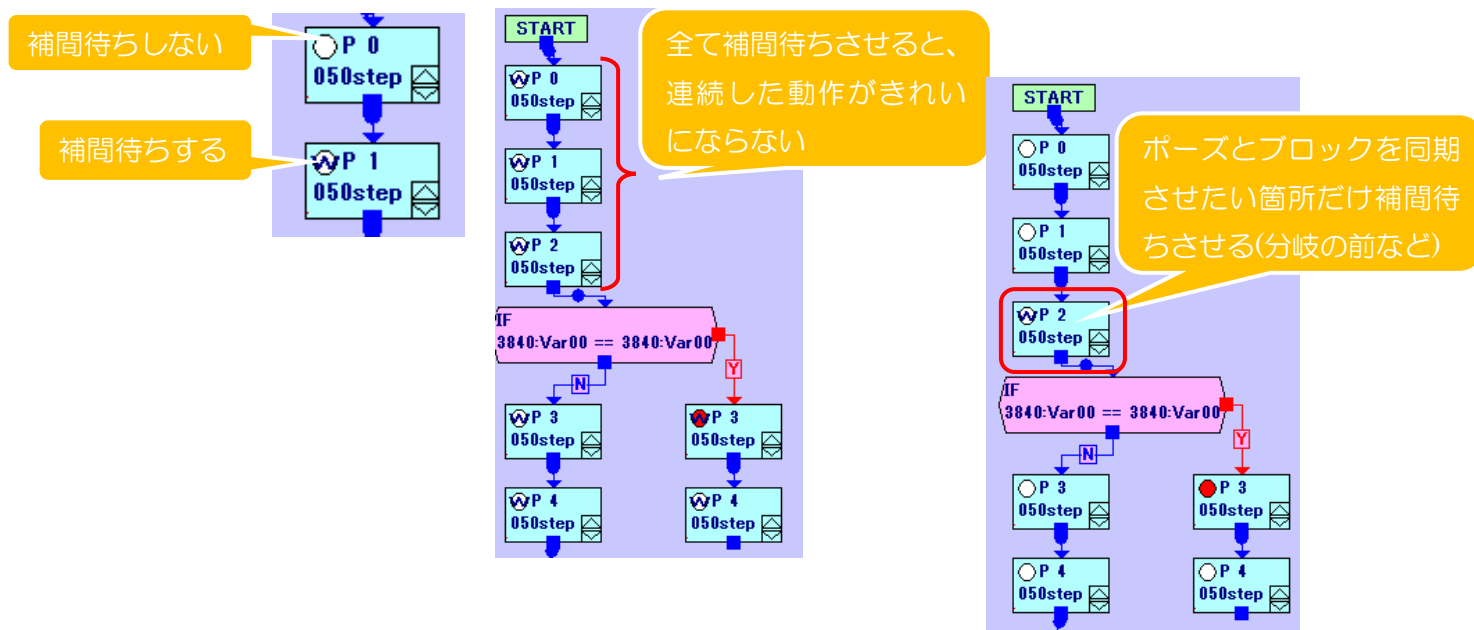 補間待ちしない
補間待ちする
P 0
050step
P 1
050step
START
P 0
050step
P 1
050step
P 2
050step
IF
3840:Var00 == 3840:Var00
Y
N
P 3
050step
P 3
050step
P 4
050step
P 4
050step
全て補間待ちさせると、
連続した動作がきれい
にならない
START
P 0
050step
P 1
050step
P 2
050step
IF
3840:Var00 == 3840:Var00
Y
N
P 3
050step
P 3
050step
P 4
050step
P 4
050step
ポーズとブロックを同期
させたい箇所だけ補間待
ちさせる(分岐の前など)